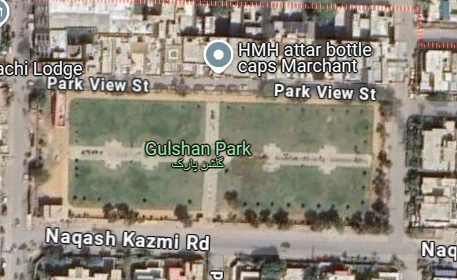 HMH attar bottle
caps Marchant
achi Lodge
Park View St
Park View St
Gulshan Park
گلشن پارک
Naqash Kazmi Rd
Naq